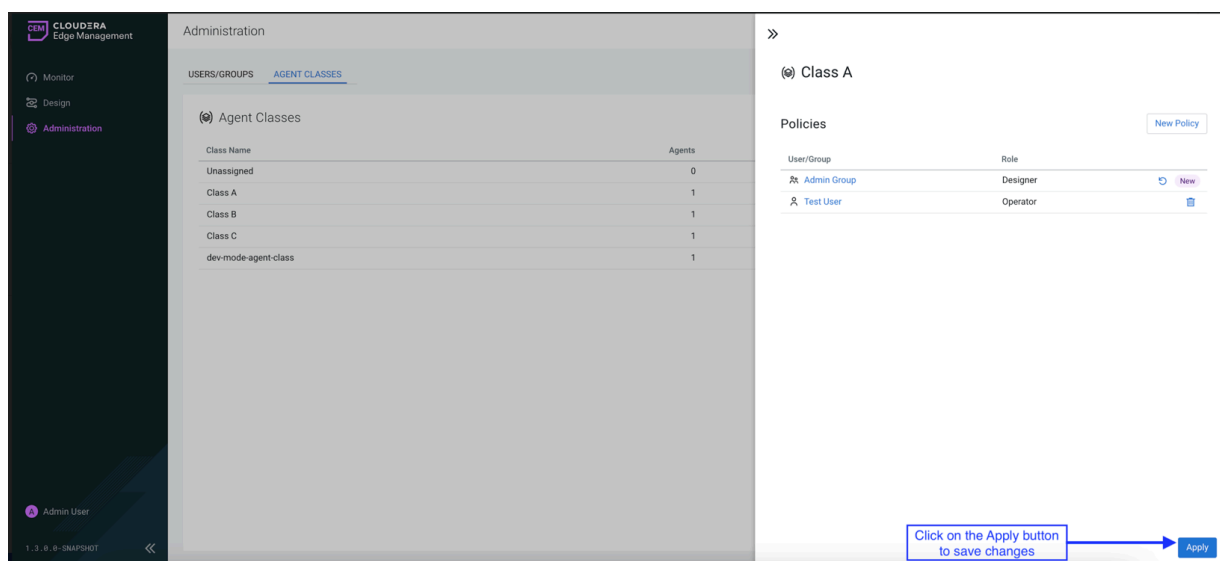 CEM CLOUDERA
Edge Management
Monitor
Design
Administration
A Admin User
1.3.0.0-SNAPSHOT
Administration
USERS/GROUPS AGENT CLASSES
Agent Classes
Class Name Agents
Unassigned 0
Class A 1
Class B 1
Class C 1
dev-mode-agent-class 1
Class A
Policies New Policy
User/Group Role
Admin Group Designer New
Test User Operator
Click on the Apply button
to save changes
Apply